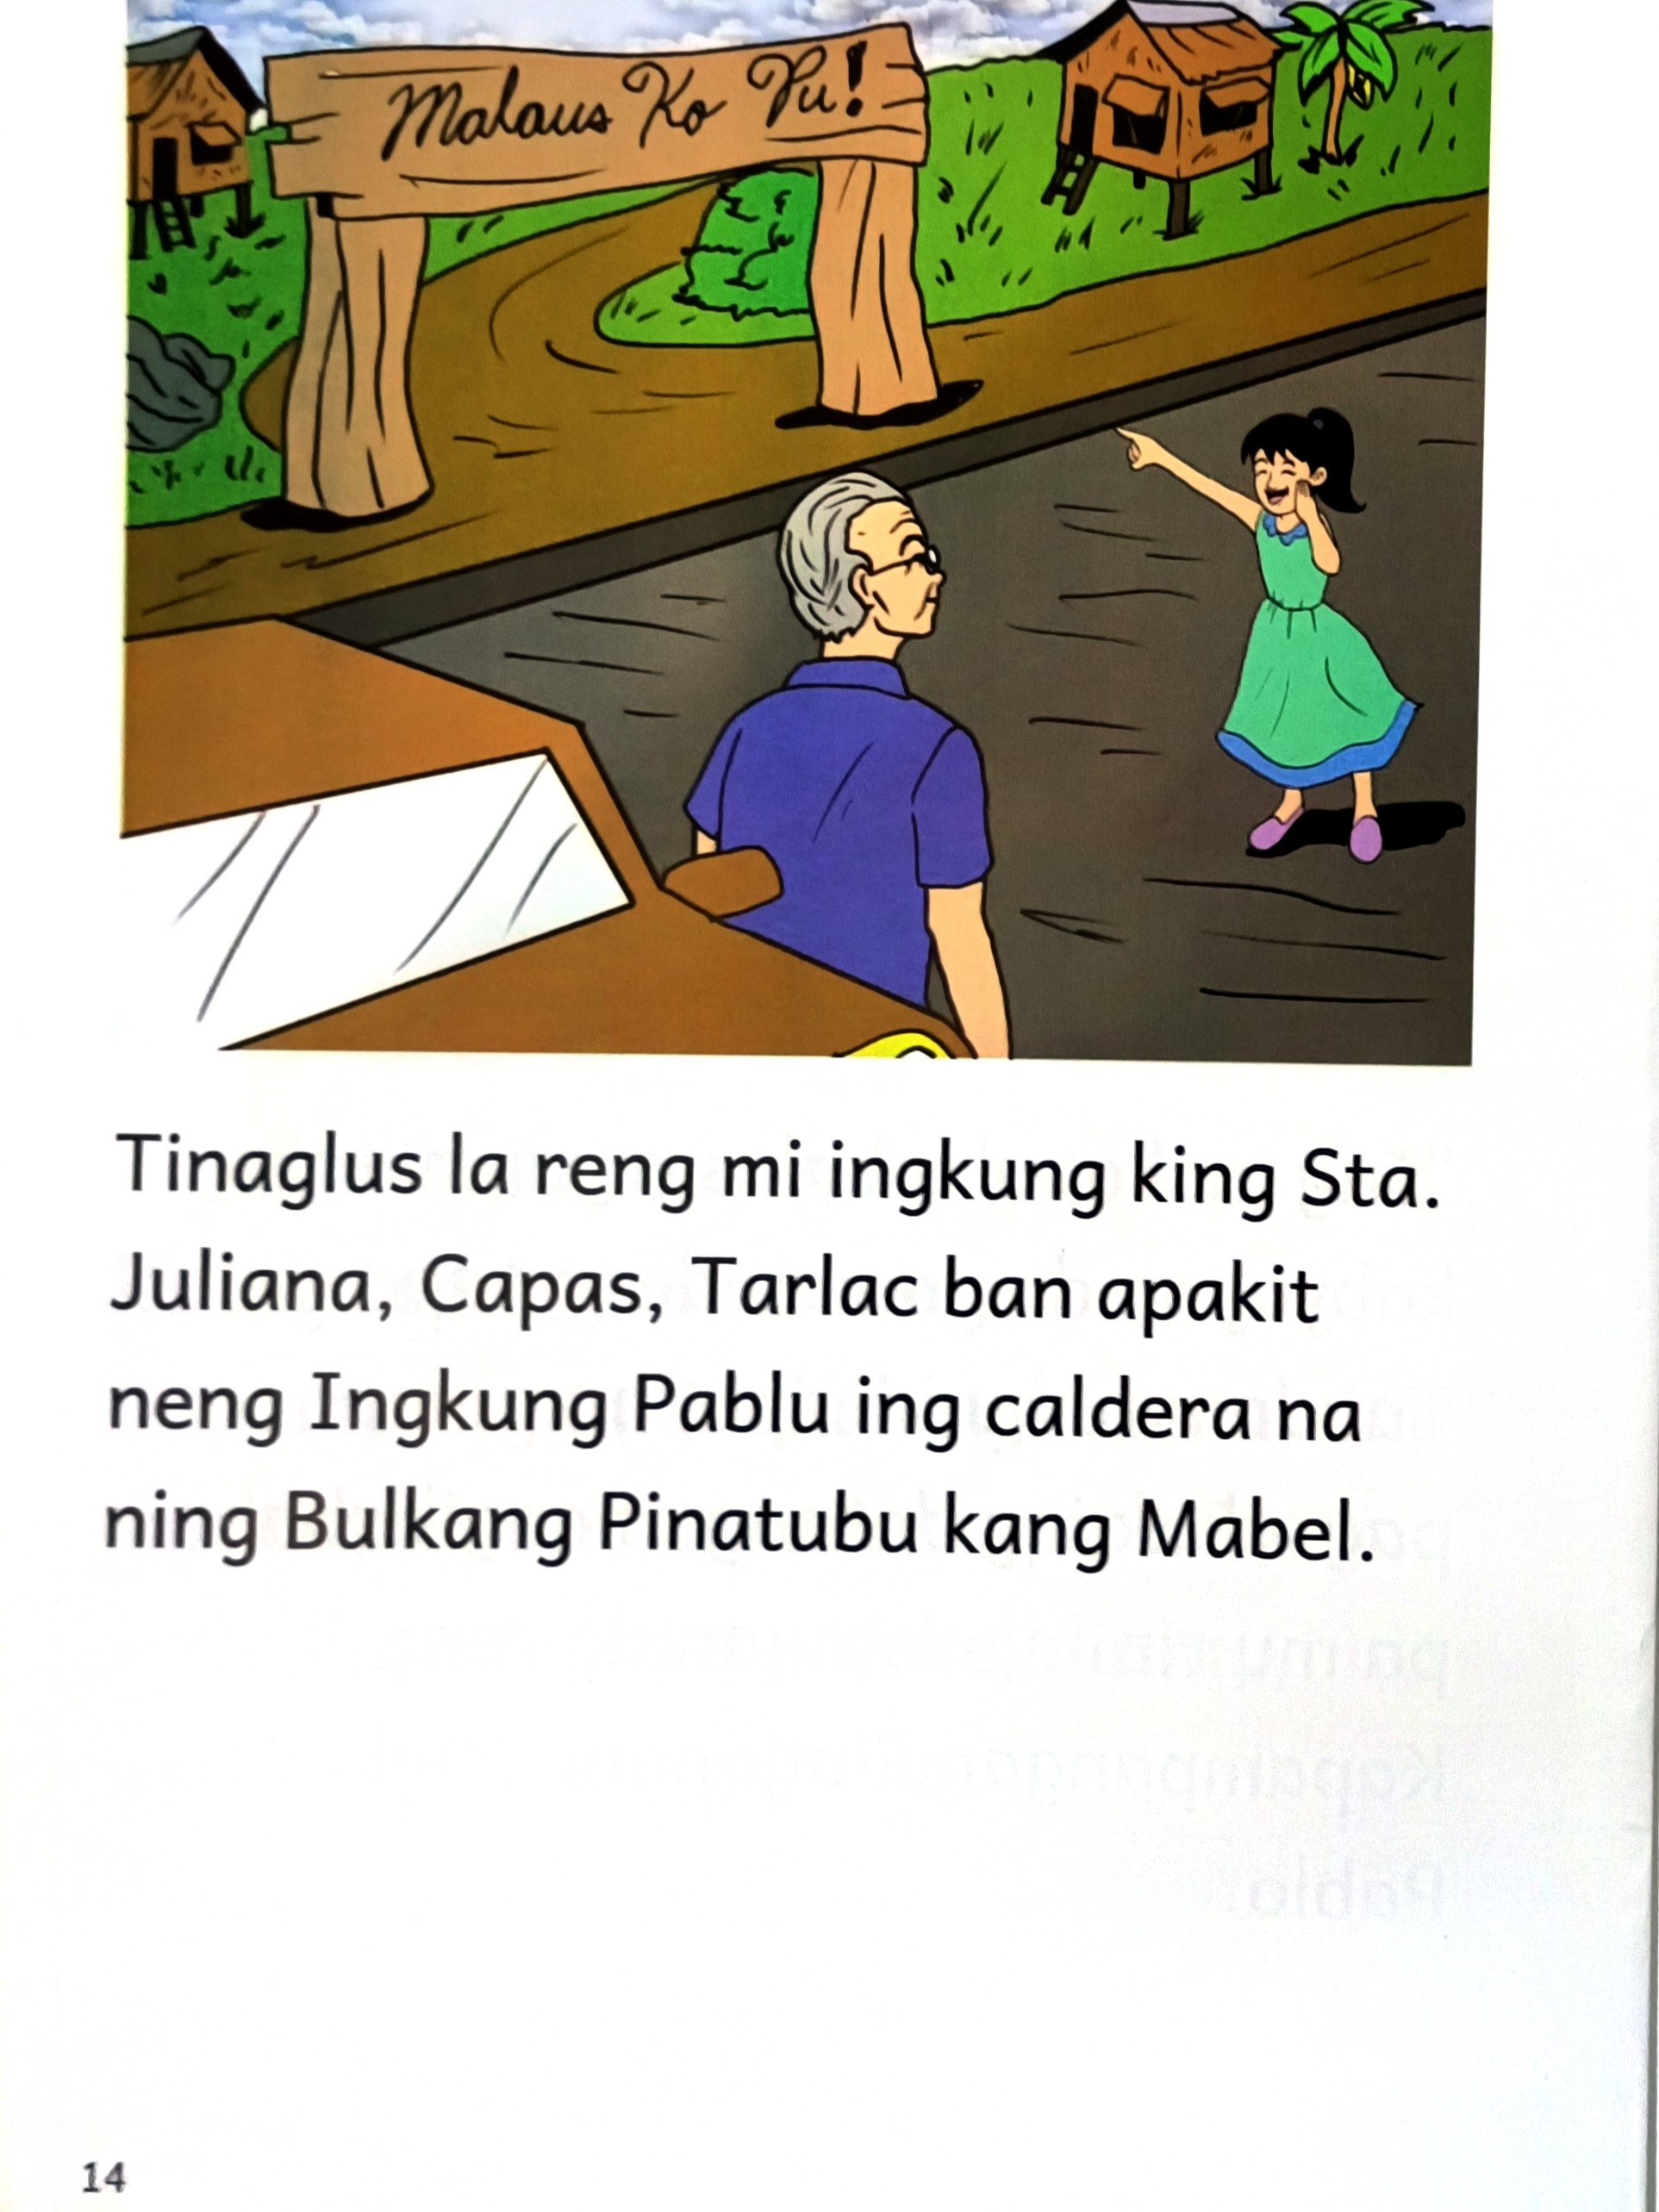 Malaus Ko Pu!
Tinaglus la reng mi ingkung king Sta.
Juliana, Capas, Tarlac ban apakit
neng Ingkung Pablu ing caldera na
ning Bulkang Pinatubu kang Mabel.
14